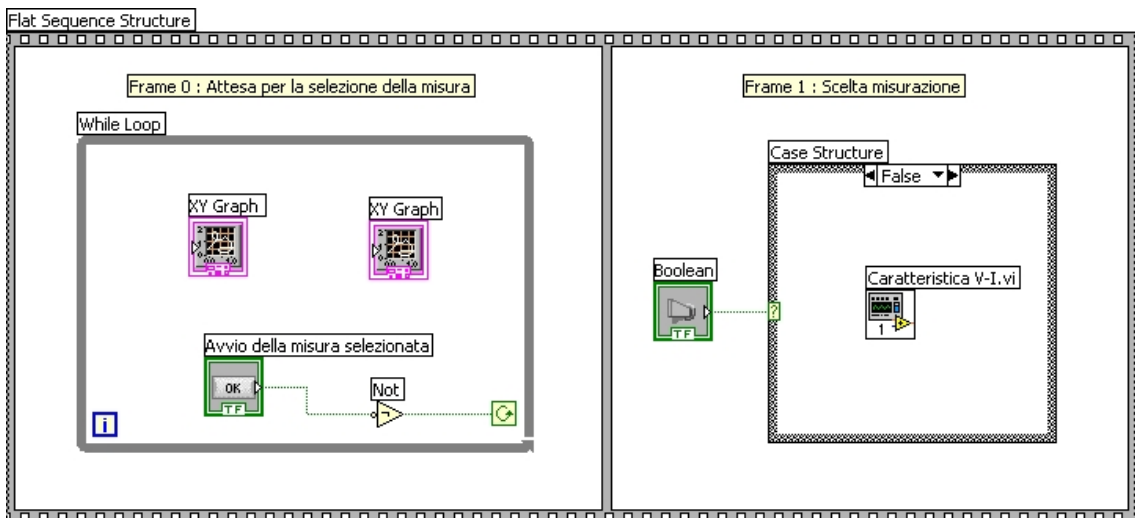 Flat Sequence Structure
Frame 0 : Attesa per la selezione della misura
While Loop
XY Graph
XY Graph
Avvio della misura selezionata
OK
TF
Not
i
Frame 1 : Scelta misurazione
Case Structure
False
Boolean
TF
?
Caratteristica V-I.vi
1